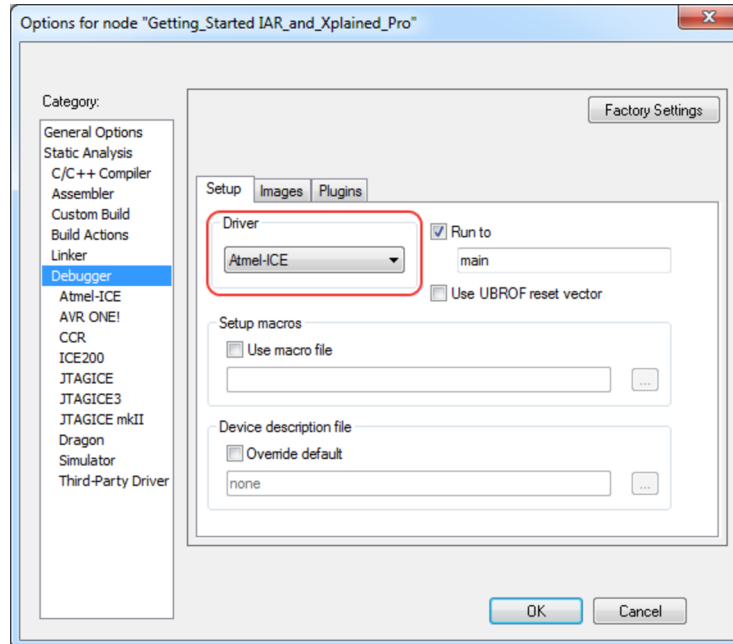 Options for node "Getting_Started IAR_and_Xplained_Pro"
Category:
General Options
Static Analysis
C/C++ Compiler
Assembler
Custom Build
Build Actions
Linker
Debugger
Atmel-ICE
AVR ONE!
CCR
ICE200
JTAGICE
JTAGICE3
JTAGICE mkII
Dragon
Simulator
Third-Party Driver
Factory Settings
Setup Images Plugins
Driver
Atmel-ICE
Run to
main
Use UBROF reset vector
Setup macros
Use macro file
...
Device description file
Override default
none
...
OK Cancel